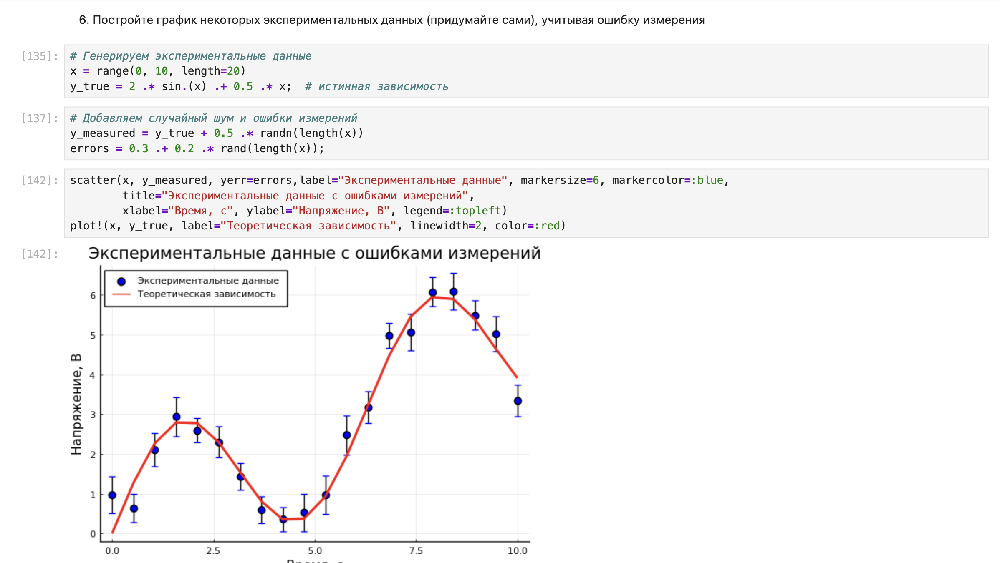 6. Постройте график некоторых экспериментальных данных (придумайте сами), учитывая ошибку измерения
[135]:
# Генерируем экспериментальные данные
x = range(0, 10, length=20)
y_true = 2 .* sin.(x) .+ 0.5 .* x;  # истинная зависимость
[137]:
# Добавляем случайный шум и ошибки измерений
y_measured = y_true + 0.5 .* randn(length(x))
errors = 0.3 .+ 0.2 .* rand(length(x));
[142]:
scatter(x, y_measured, yerr=errors,label="Экспериментальные данные", markersize=6, markercolor=:blue,
title="Экспериментальные данные с ошибками измерений",
xlabel="Время, с", ylabel="Напряжение, В", legend=:topleft)
plot!(x, y_true, label="Теоретическая зависимость", linewidth=2, color=:red)
[142]:
Экспериментальные данные с ошибками измерений
Экспериментальные данные
Теоретическая зависимость
Напряжение, В
6
5
4
3
2
1
0
0.0 2.5 5.0 7.5 10.0